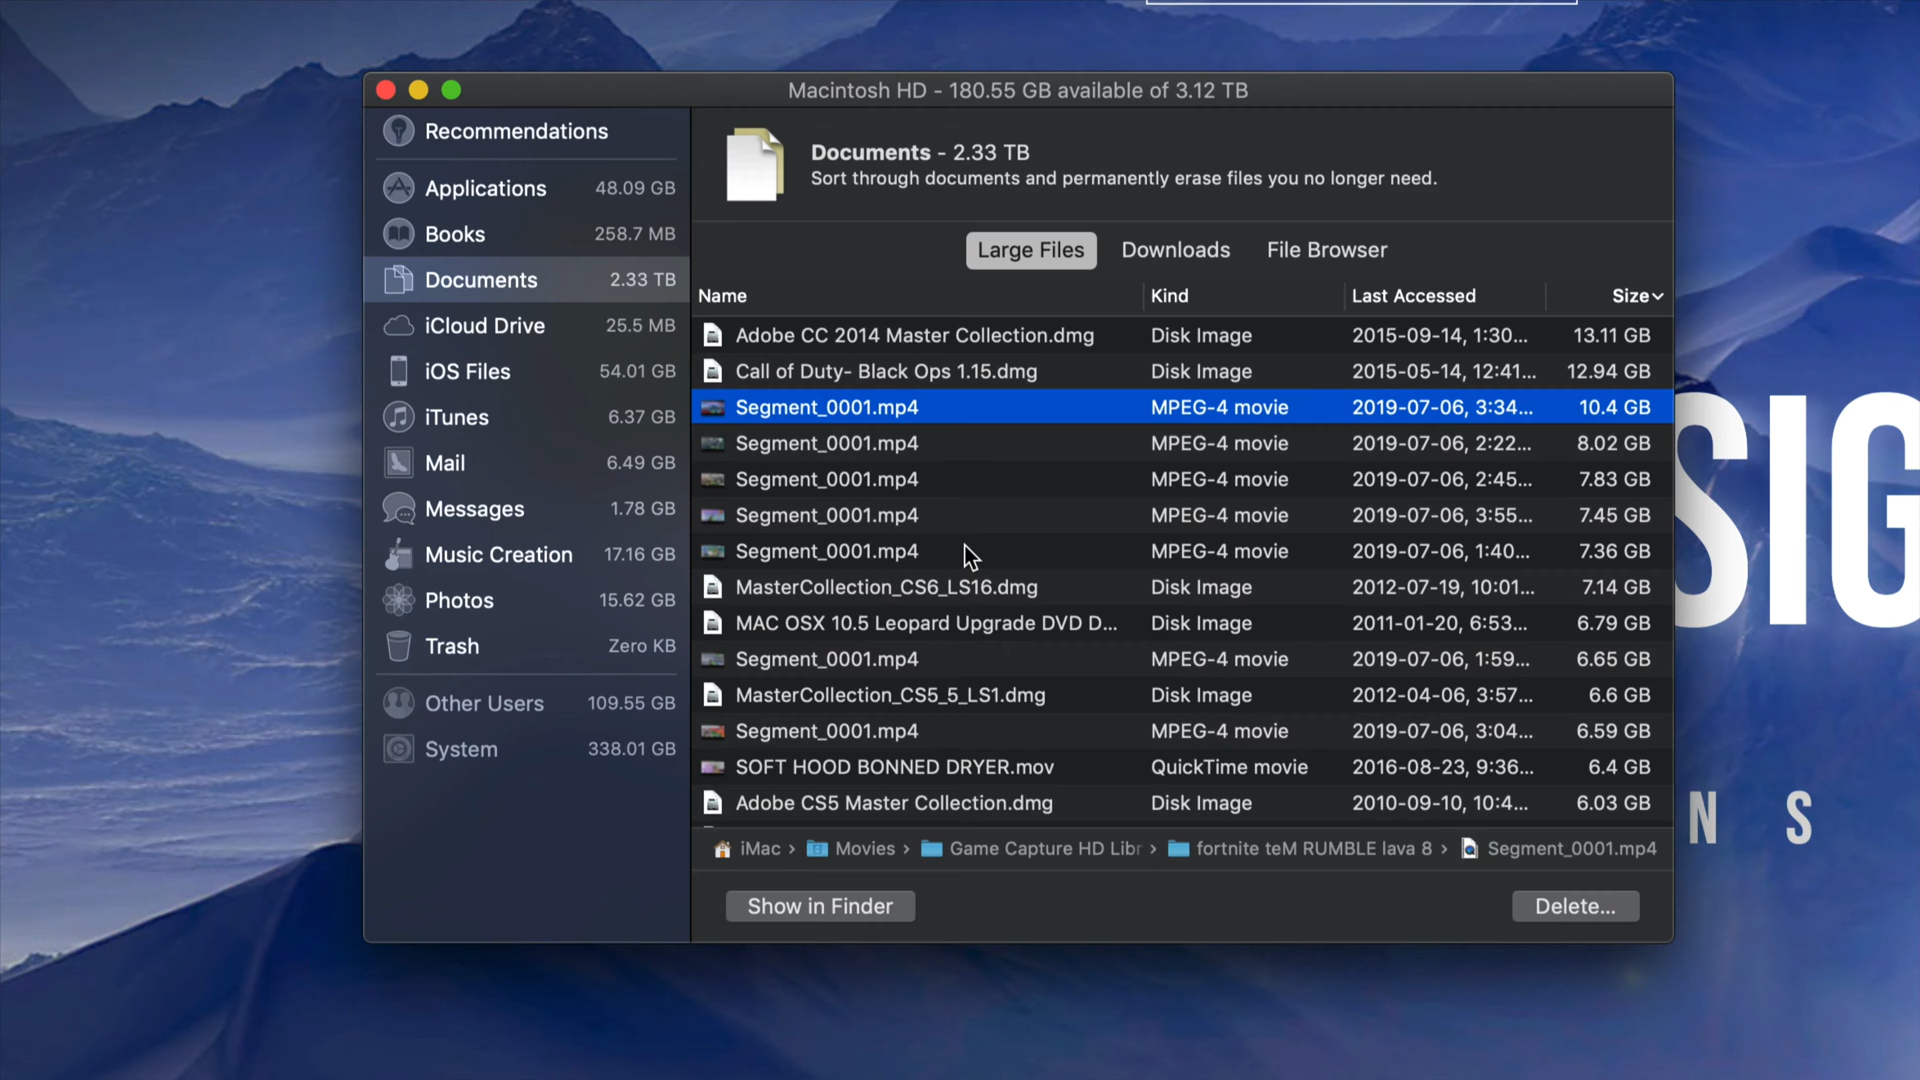 Macintosh HD - 180.55 GB available of 3.12 TB
Recommendations
Applications 48.09 GB
Books 258.7 MB
Documents 2.33 TB
iCloud Drive 25.5 MB
iOS Files 54.01 GB
iTunes 6.37 GB
Mail 6.49 GB
Messages 1.78 GB
Music Creation 17.16 GB
Photos 15.62 GB
Trash Zero KB
Other Users 109.55 GB
System 338.01 GB
Documents - 2.33 TB
Sort through documents and permanently erase files you no longer need.
Large Files Downloads File Browser
Name Kind Last Accessed Size
Adobe CC 2014 Master Collection.dmg Disk Image 2015-09-14, 1:30... 13.11 GB
Call of Duty- Black Ops 1.15.dmg Disk Image 2015-05-14, 12:41... 12.94 GB
Segment_0001.mp4 MPEG-4 movie 2019-07-06, 3:34... 10.4 GB
Segment_0001.mp4 MPEG-4 movie 2019-07-06, 2:22... 8.02 GB
Segment_0001.mp4 MPEG-4 movie 2019-07-06, 2:45... 7.83 GB
Segment_0001.mp4 MPEG-4 movie 2019-07-06, 3:55... 7.45 GB
Segment_0001.mp4 MPEG-4 movie 2019-07-06, 1:40... 7.36 GB
MasterCollection_CS6_LS16.dmg Disk Image 2012-07-19, 10:01... 7.14 GB
MAC OSX 10.5 Leopard Upgrade DVD D... Disk Image 2011-01-20, 6:53... 6.79 GB
Segment_0001.mp4 MPEG-4 movie 2019-07-06, 1:59... 6.65 GB
MasterCollection_CS5_5_LS1.dmg Disk Image 2012-04-06, 3:57... 6.6 GB
Segment_0001.mp4 MPEG-4 movie 2019-07-06, 3:04... 6.59 GB
SOFT HOOD BONNED DRYER.mov QuickTime movie 2016-08-23, 9:36... 6.4 GB
Adobe CS5 Master Collection.dmg Disk Image 2010-09-10, 10:4... 6.03 GB
iMac › Movies › Game Capture HD Libr › fortnite teM RUMBLE lava 8 › Segment_0001.mp4
Show in Finder Delete...
SIG
N S